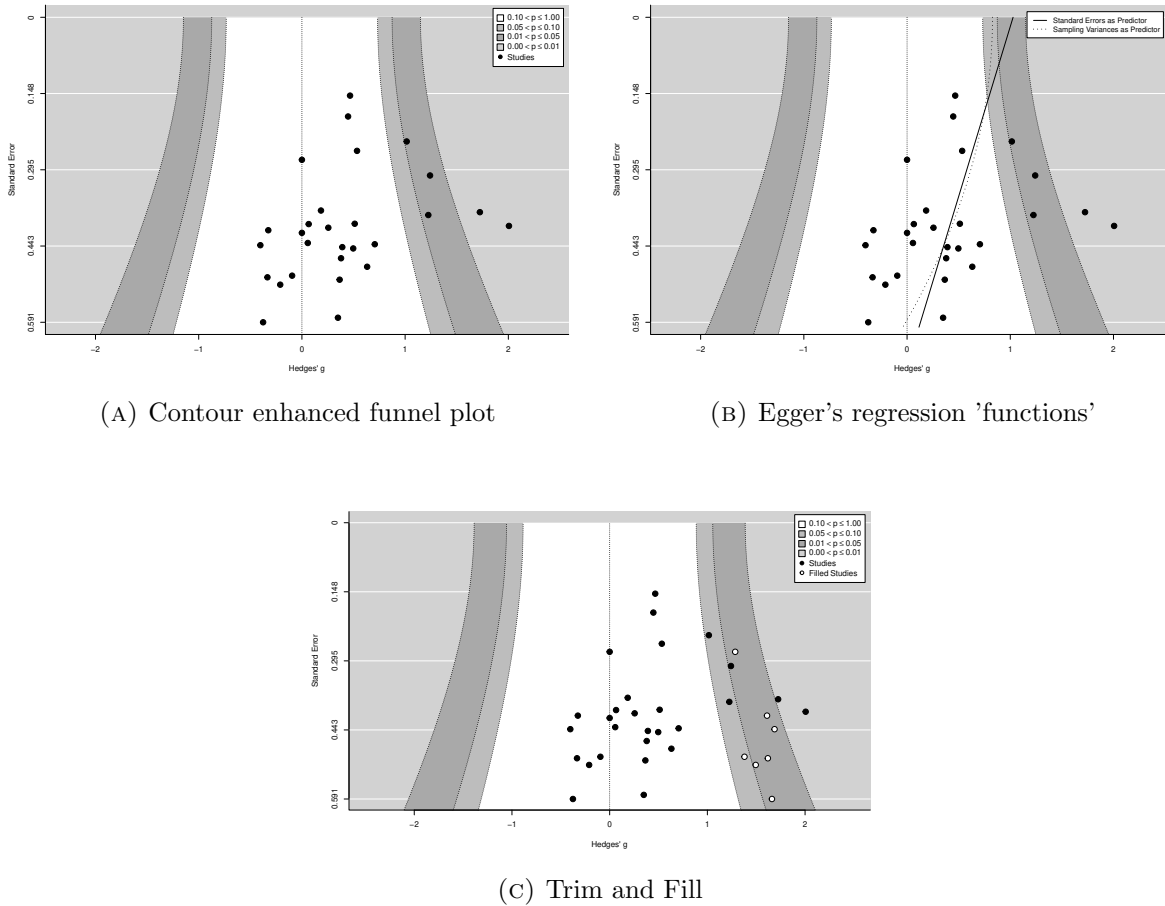 0.10 < p ≤ 1.00
0.05 < p ≤ 0.10
0.01 < p ≤ 0.05
0.00 < p ≤ 0.01
Studies
0
0.148
0.295
0.443
0.591
Standard Error
−2 −1 0 1 2
Hedges' g
(A) Contour enhanced funnel plot
Standard Errors as Predictor
Sampling Variances as Predictor
0
0.148
0.295
0.443
0.591
Standard Error
−2 −1 0 1 2
Hedges' g
(B) Egger's regression 'functions'
0.10 < p ≤ 1.00
0.05 < p ≤ 0.10
0.01 < p ≤ 0.05
0.00 < p ≤ 0.01
Studies
Filled Studies
0
0.148
0.295
0.443
0.591
Standard Error
−2 −1 0 1 2
Hedges' g
(C) Trim and Fill